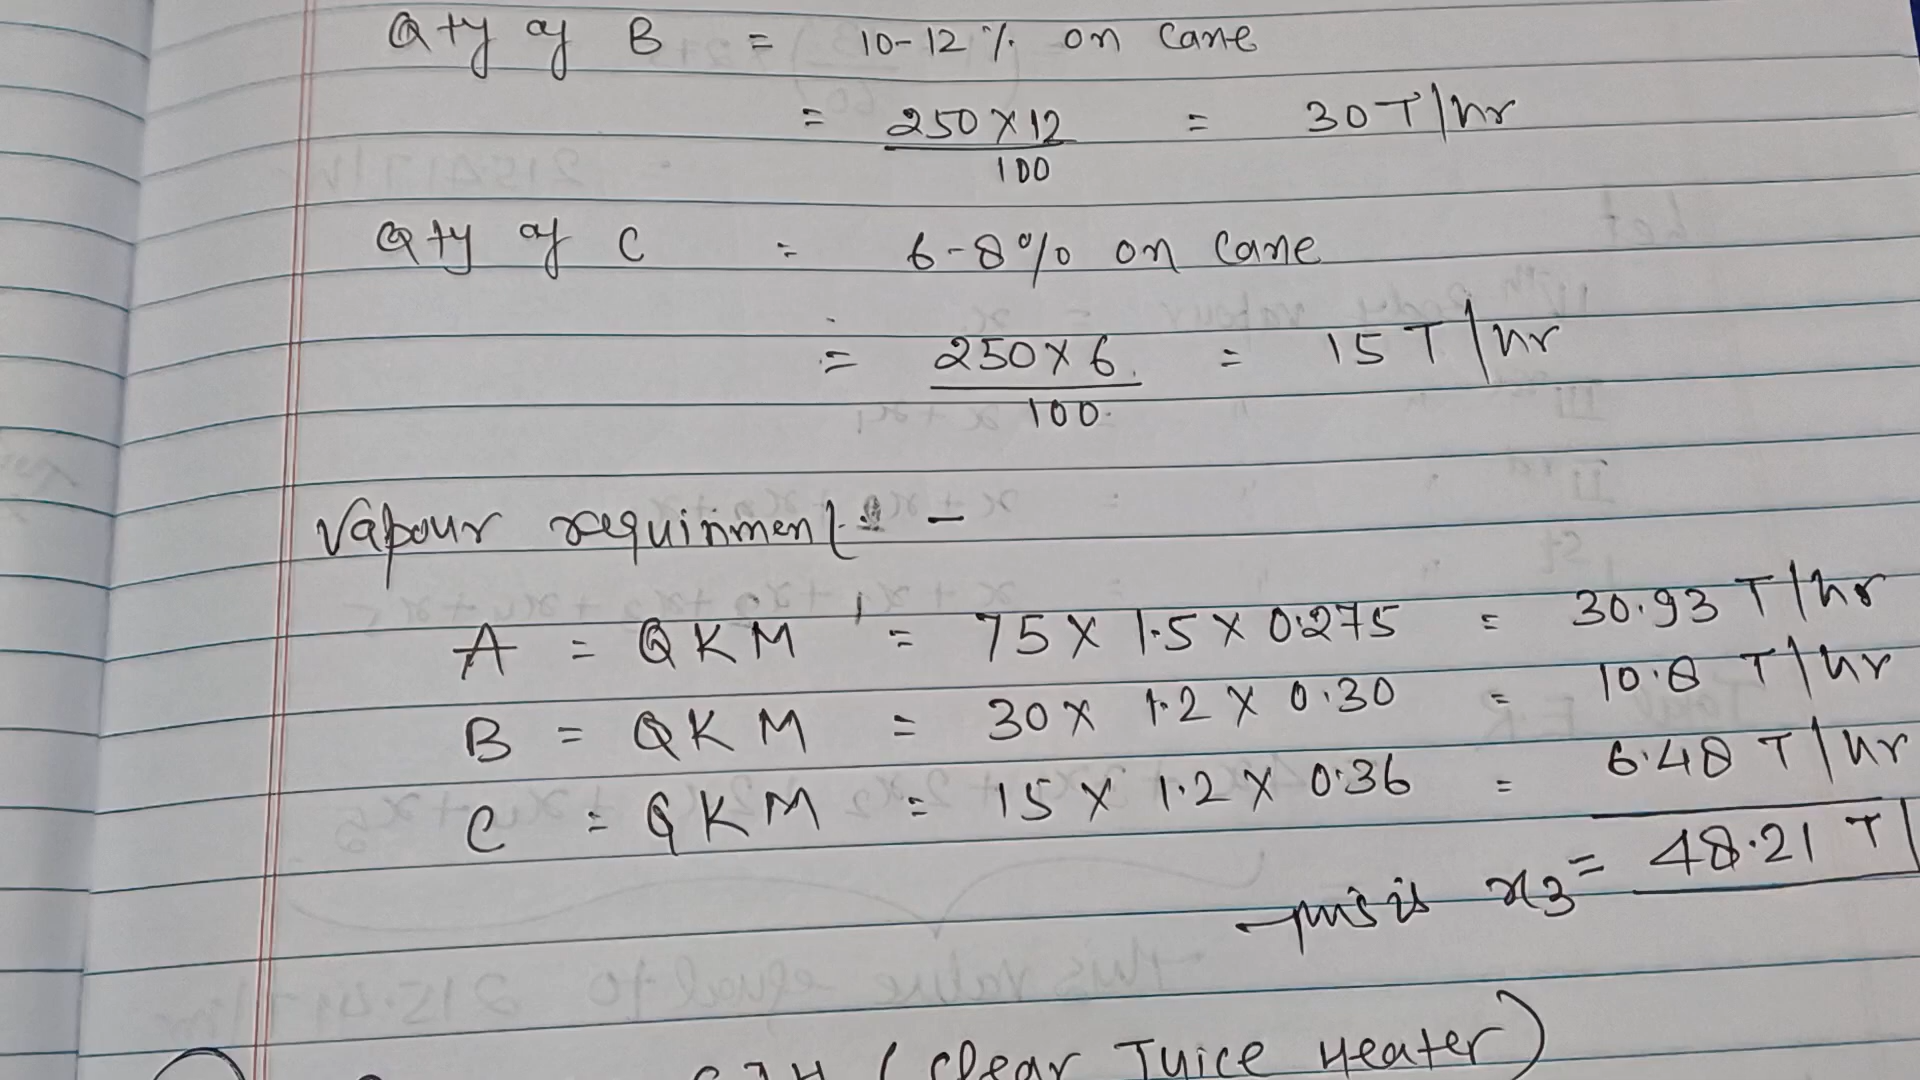 Qty of B = 10-12 % on Cane
= 250 X 12 / 100 = 30 T/hr
Qty of C = 6-8% on Cane
= 250 X 6 / 100 = 15 T/hr
Vapour requinment -
A = QKM = 75 X 1.5 X 0.275 = 30.93 T/hr
B = QKM = 30 X 1.2 X 0.30 = 10.8 T/hr
C = QKM = 15 X 1.2 X 0.36 = 6.48 T/hr
this is x3 = 48.21 T/
CJH (Clear Juice Heater)